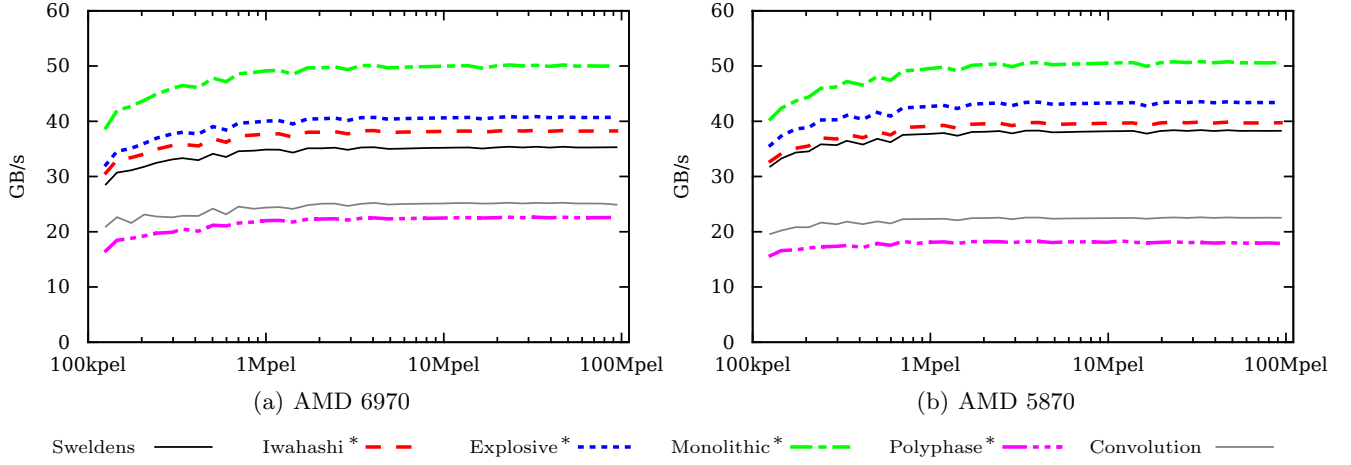 60
50
40
30
20
10
0
GB/s
100kpel 1Mpel 10Mpel 100Mpel
(a) AMD 6970
60
50
40
30
20
10
0
GB/s
100kpel 1Mpel 10Mpel 100Mpel
(b) AMD 5870
Sweldens Iwahashi* Explosive* Monolithic* Polyphase* Convolution